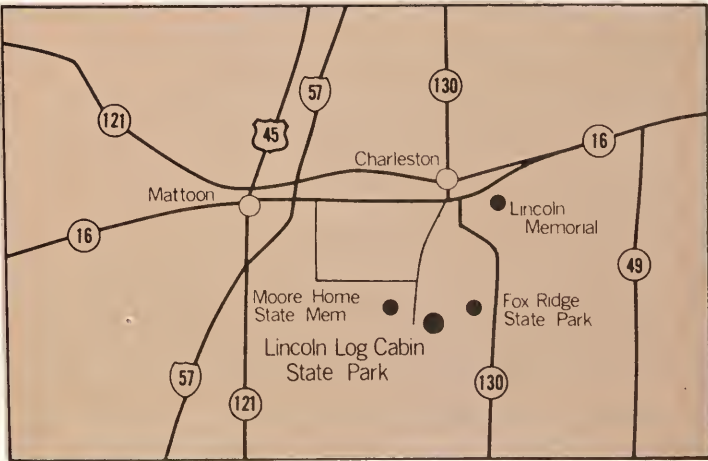 57
130
121
45
16
Charleston
Mattoon
Lincoln
Memorial
16
49
Moore Home
State Mem
Fox Ridge
State Park
Lincoln Log Cabin
State Park
57
130
121